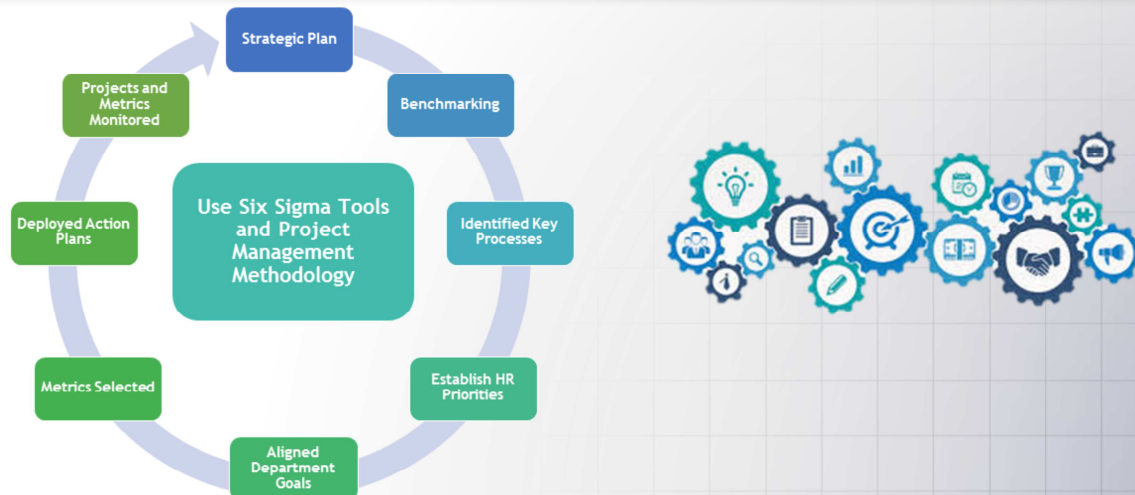 Strategic Plan
Benchmarking
Identified Key
Processes
Establish HR
Priorities
Aligned
Department
Goals
Metrics Selected
Deployed Action
Plans
Projects and
Metrics
Monitored
Use Six Sigma Tools
and Project
Management
Methodology